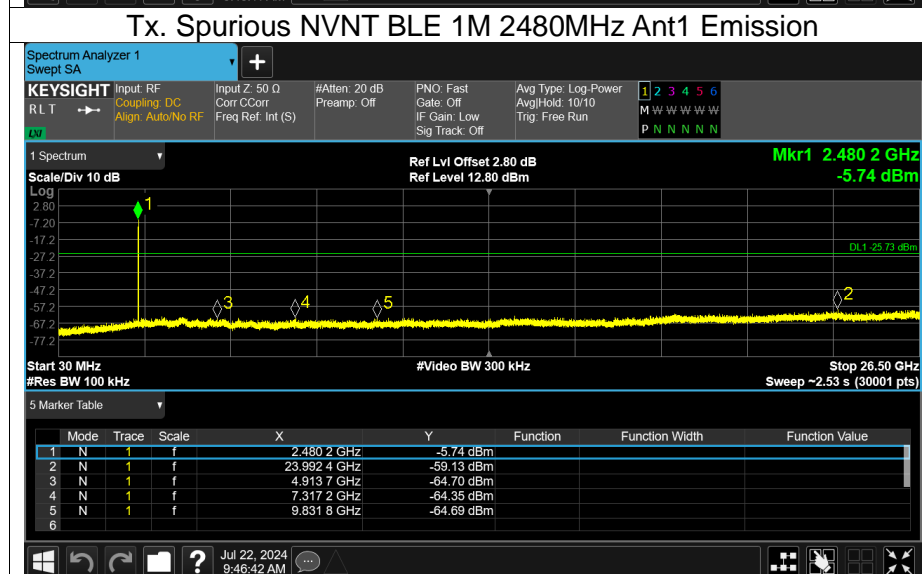 Tx. Spurious NVNT BLE 1M 2480MHz Ant1 Emission
Spectrum Analyzer 1
Swept SA
+
KEYSIGHT Input: RF Input Z: 50 Ω #Atten: 20 dB PNO: Fast Avg Type: Log-Power 1 2 3 4 5 6
RLT Coupling: DC Corr CCorr Preamp: Off Gate: Off Avg|Hold: 10/10 M W W W W W
Align: Auto/No RF Freq Ref: Int (S) IF Gain: Low Trig: Free Run
LXI Sig Track: Off P N N N N N
1 Spectrum Ref Lvl Offset 2.80 dB Mkr1 2.480 2 GHz
Scale/Div 10 dB Ref Level 12.80 dBm -5.74 dBm
Log
2.80 1
-7.20
-17.2
DL1 -25.73 dBm
-27.2
-37.2
-47.2 2
-57.2 3 4 5
-67.2
-77.2
Start 30 MHz #Video BW 300 kHz Stop 26.50 GHz
#Res BW 100 kHz Sweep ~2.53 s (30001 pts)
5 Marker Table
Mode Trace Scale X Y Function Function Width Function Value
1 N 1 f 2.480 2 GHz -5.74 dBm
2 N 1 f 23.992 4 GHz -59.13 dBm
3 N 1 f 4.913 7 GHz -64.70 dBm
4 N 1 f 7.317 2 GHz -64.35 dBm
5 N 1 f 9.831 8 GHz -64.69 dBm
6
? Jul 22, 2024
9:46:42 AM